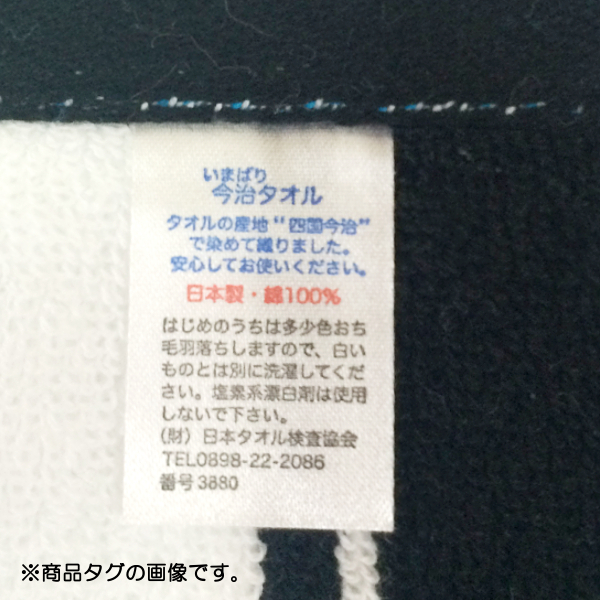 いまばり
今治タオル
タオルの産地“四国今治”
で染めて織りました。
安心してお使いください。
日本製・綿100%
はじめのうちは多少色おち
毛羽落ちしますので、白い
ものとは別に洗濯してくだ
さい。塩素系漂白剤は使用
しないで下さい。
(財)日本タオル検査協会
TEL0898-22-2086
番号3880
※商品タグの画像です。